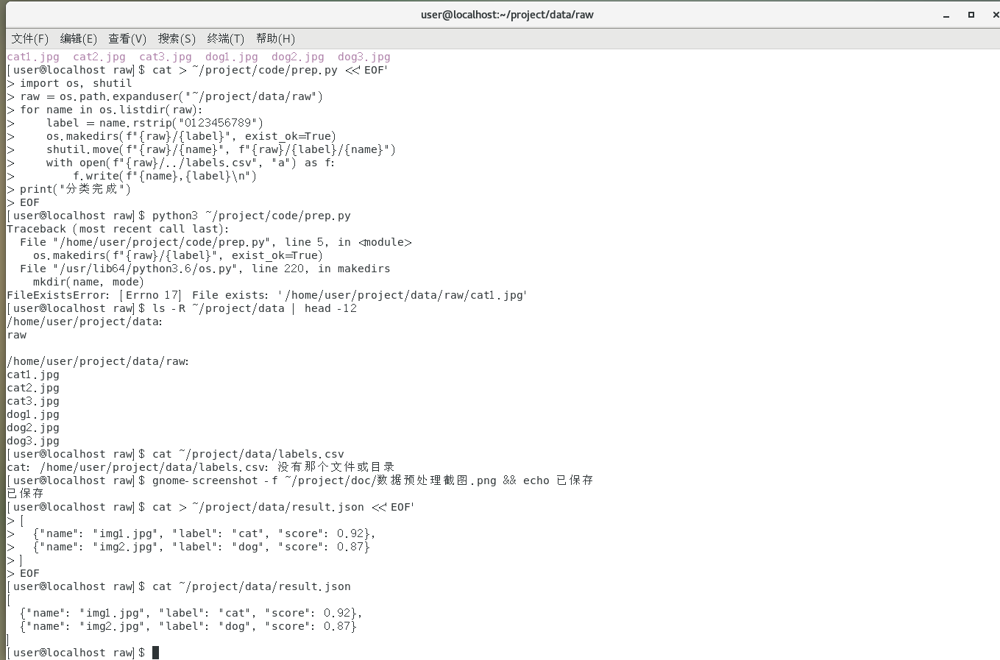 user@localhost:~/project/data/raw
文件(F) 编辑(E) 查看(V) 搜索(S) 终端(T) 帮助(H)
cat1.jpg  cat2.jpg  cat3.jpg  dog1.jpg  dog2.jpg  dog3.jpg
[user@localhost raw]$ cat > ~/project/code/prep.py <<'EOF'
> import os, shutil
> raw = os.path.expanduser("~/project/data/raw")
> for name in os.listdir(raw):
>     label = name.rstrip("0123456789")
>     os.makedirs(f"{raw}/{label}", exist_ok=True)
>     shutil.move(f"{raw}/{name}", f"{raw}/{label}/{name}")
>     with open(f"{raw}/../labels.csv", "a") as f:
>         f.write(f"{name},{label}\n")
> print("分类完成")
> EOF
[user@localhost raw]$ python3 ~/project/code/prep.py
Traceback (most recent call last):
  File "/home/user/project/code/prep.py", line 5, in <module>
    os.makedirs(f"{raw}/{label}", exist_ok=True)
  File "/usr/lib64/python3.6/os.py", line 220, in makedirs
    mkdir(name, mode)
FileExistsError: [Errno 17] File exists: '/home/user/project/data/raw/cat1.jpg'
[user@localhost raw]$ ls -R ~/project/data | head -12
/home/user/project/data:
raw

/home/user/project/data/raw:
cat1.jpg
cat2.jpg
cat3.jpg
dog1.jpg
dog2.jpg
dog3.jpg
[user@localhost raw]$ cat ~/project/data/labels.csv
cat: /home/user/project/data/labels.csv: 没有那个文件或目录
[user@localhost raw]$ gnome-screenshot -f ~/project/doc/数据预处理截图.png && echo 已保存
已保存
[user@localhost raw]$ cat > ~/project/data/result.json <<'EOF'
> [
>   {"name": "img1.jpg", "label": "cat", "score": 0.92},
>   {"name": "img2.jpg", "label": "dog", "score": 0.87}
> ]
> EOF
[user@localhost raw]$ cat ~/project/data/result.json
[
  {"name": "img1.jpg", "label": "cat", "score": 0.92},
  {"name": "img2.jpg", "label": "dog", "score": 0.87}
]
[user@localhost raw]$